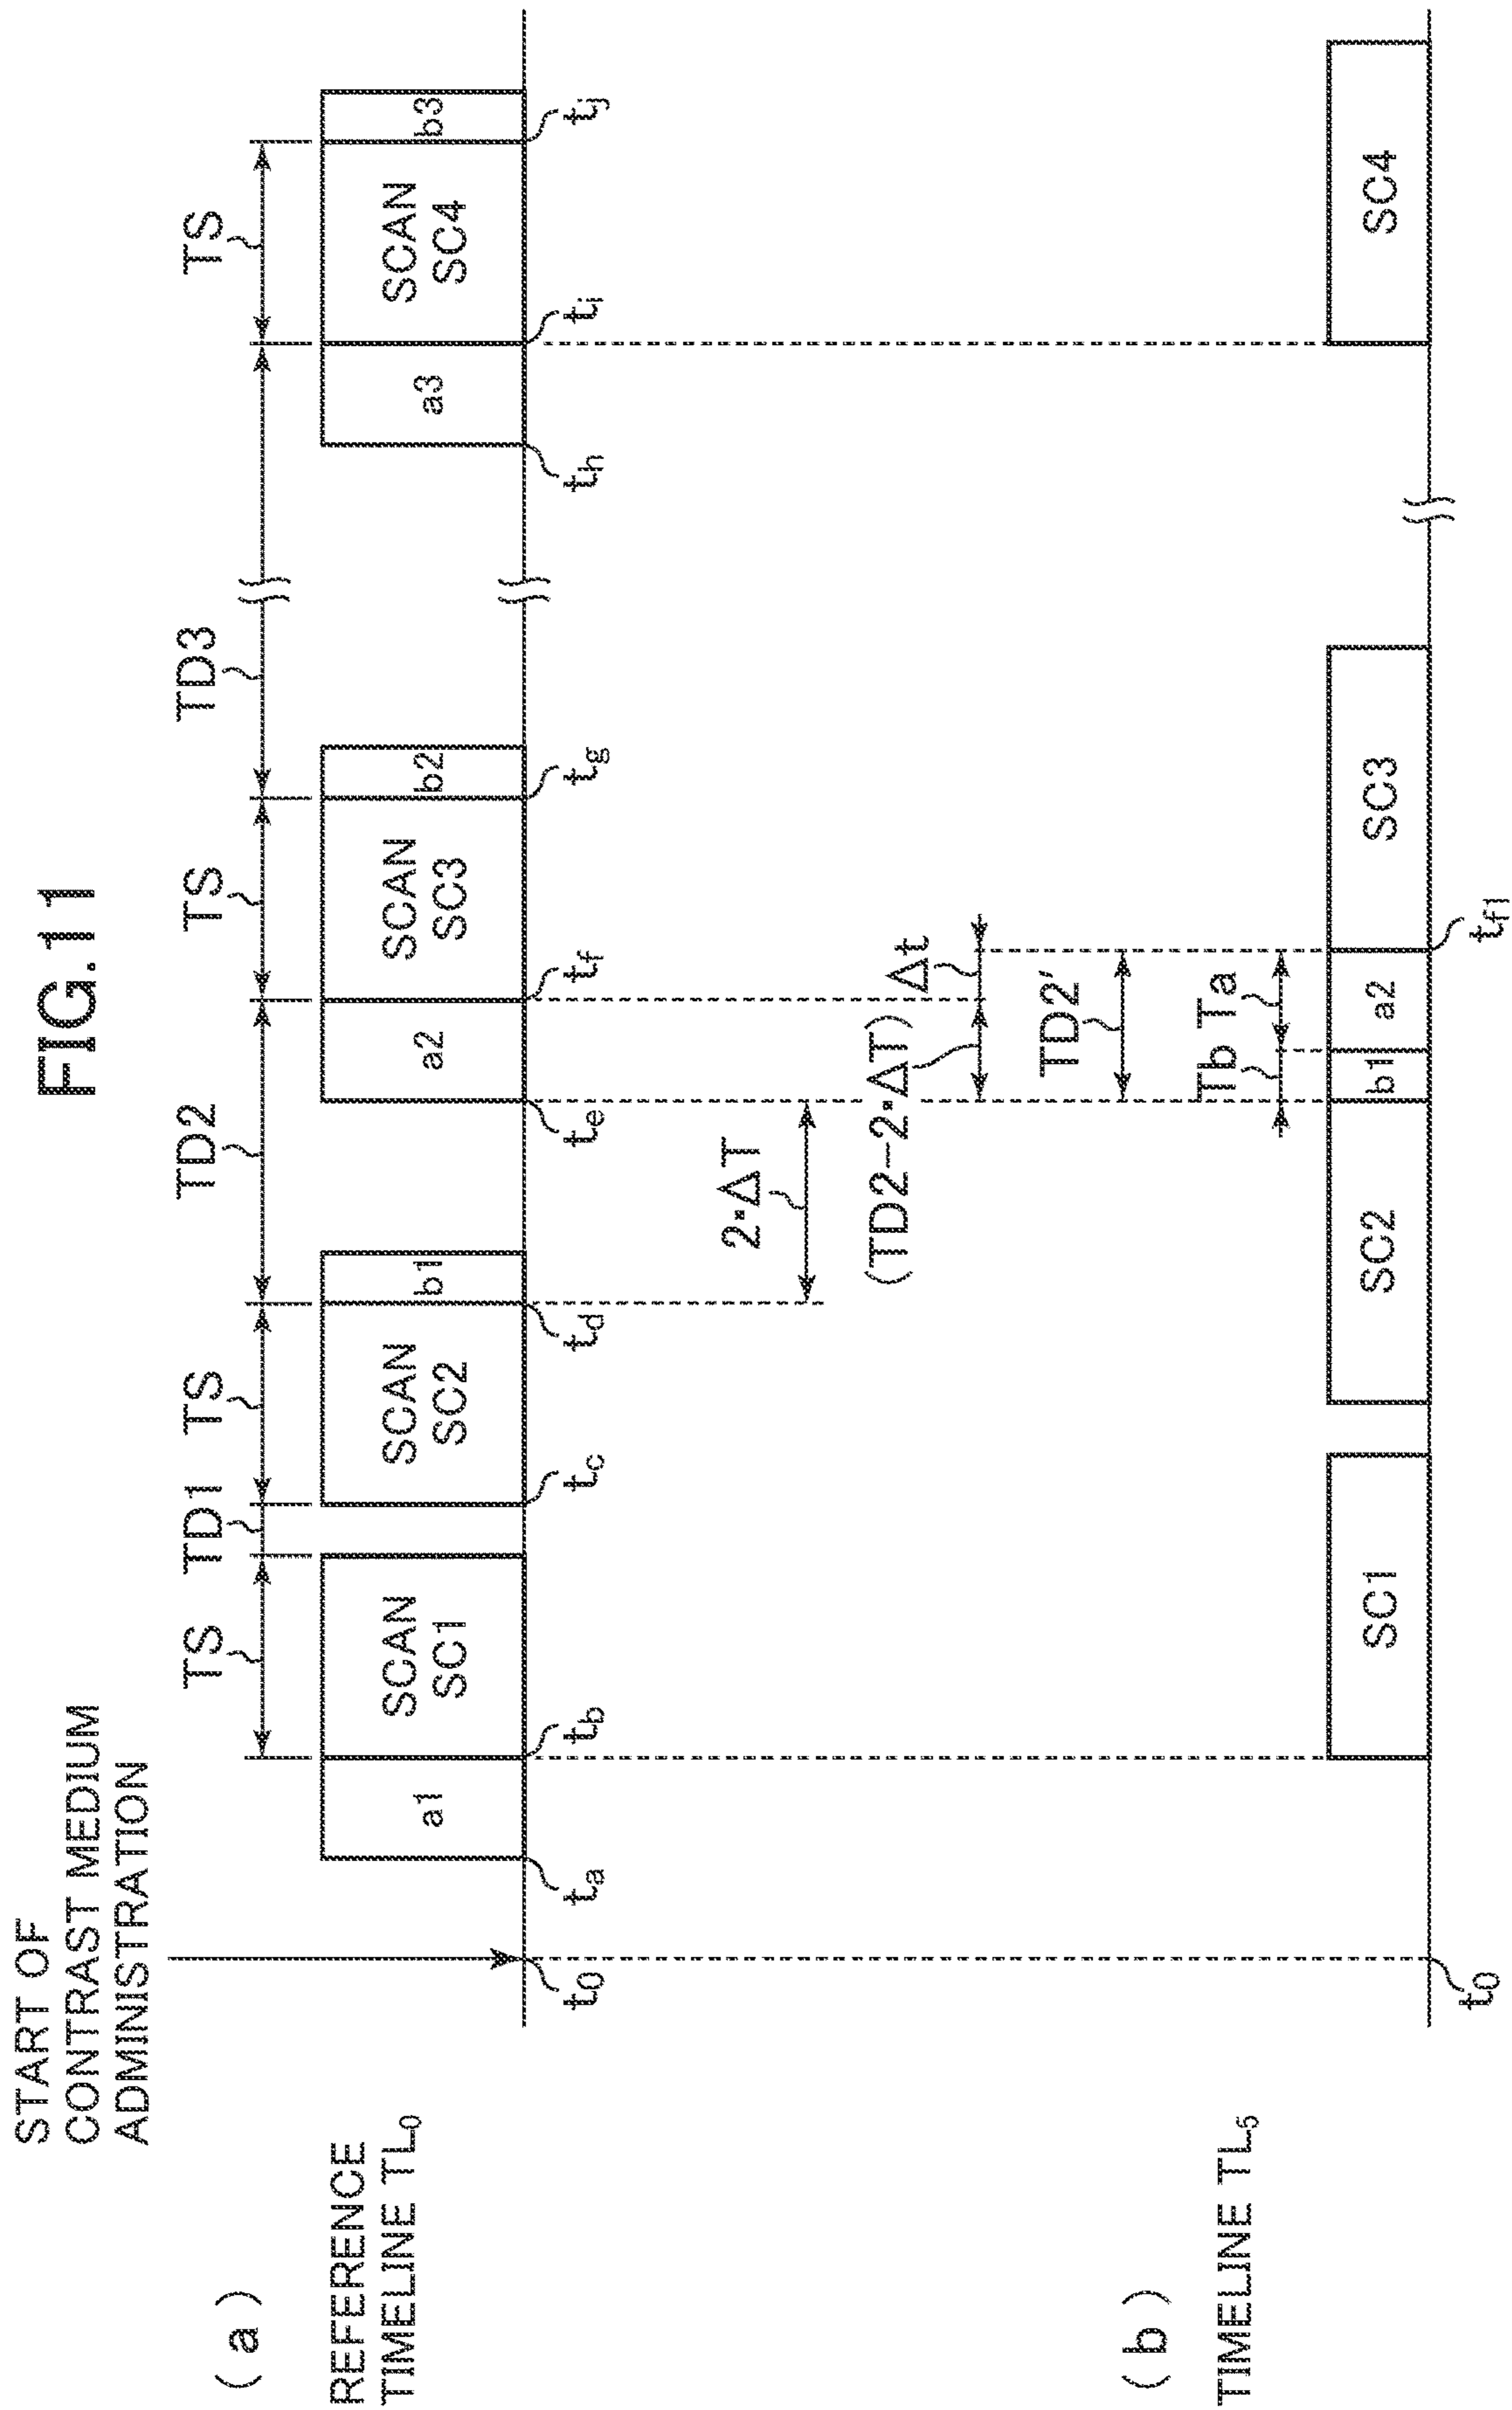 FIG.11
START OF
CONTRAST MEDIUM
ADMINISTRATION
(a)
TS
TD1
TS
TD2
TS
TD3
TS
REFERENCE
TIMELINE TL0
a1
SCAN
SC1
SCAN
SC2
b1
a2
SCAN
SC3
b2
a3
SCAN
SC4
b3
t0
ta
tb
tc
td
te
tf
tg
th
ti
tj
2·ΔT
(TD2−2·ΔT)
Δt
TD2'
Tb
Ta
(b)
TIMELINE TL5
SC1
SC2
b1
a2
SC3
SC4
t0
tf1